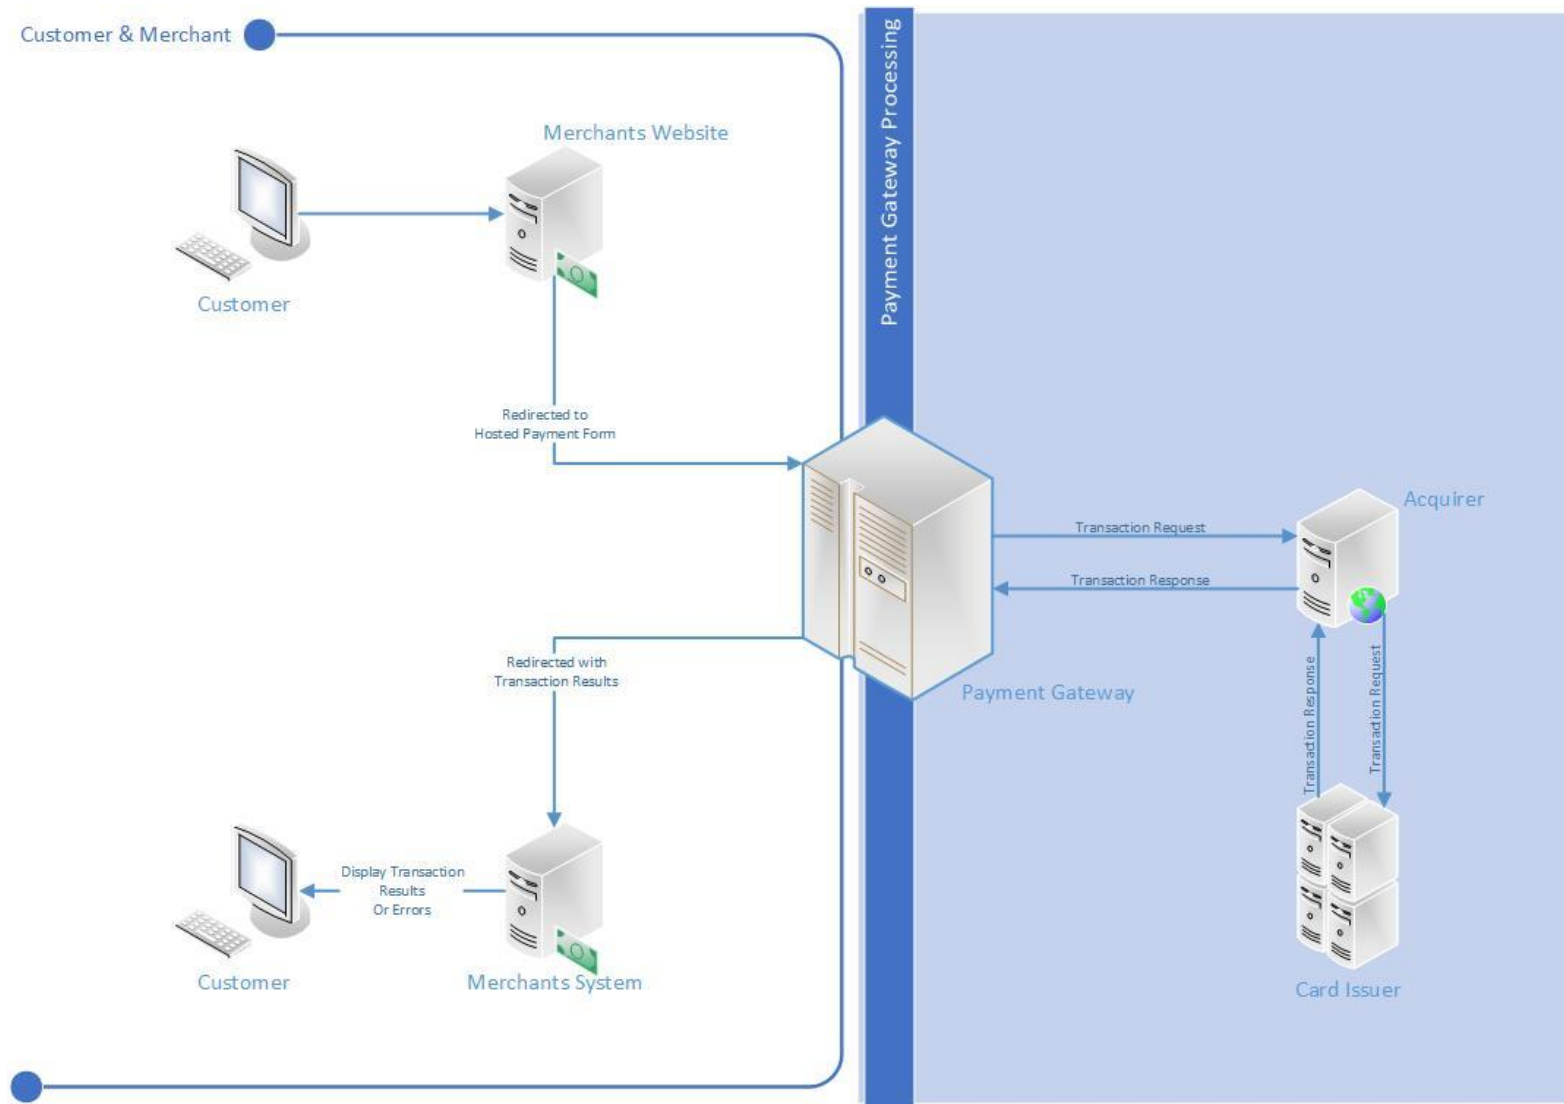 Customer & Merchant
Payment Gateway Processing
Merchants Website
Customer
Redirected to
Hosted Payment Form
Acquirer
Transaction Request
Transaction Response
Redirected with
Transaction Results
Payment Gateway
Transaction Response
Transaction Request
Display Transaction
Results
Or Errors
Customer
Merchants System
Card Issuer